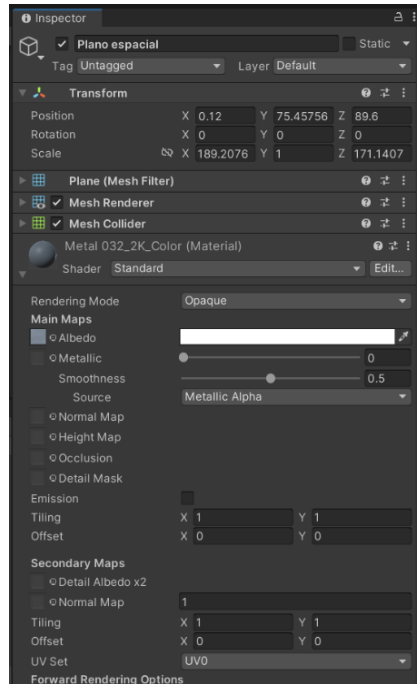 Inspector
Plano espacial Static
Tag Untagged Layer Default
Transform
Position X 0.12 Y 75.45756 Z 89.6
Rotation X 0 Y 0 Z 0
Scale X 189.2076 Y 1 Z 171.1407
Plane (Mesh Filter)
Mesh Renderer
Mesh Collider
Metal 032_2K_Color (Material)
Shader Standard Edit...
Rendering Mode Opaque
Main Maps
Albedo
Metallic 0
Smoothness 0.5
Source Metallic Alpha
Normal Map
Height Map
Occlusion
Detail Mask
Emission
Tiling X 1 Y 1
Offset X 0 Y 0
Secondary Maps
Detail Albedo x2
Normal Map 1
Tiling X 1 Y 1
Offset X 0 Y 0
UV Set UV0
Forward Rendering Options